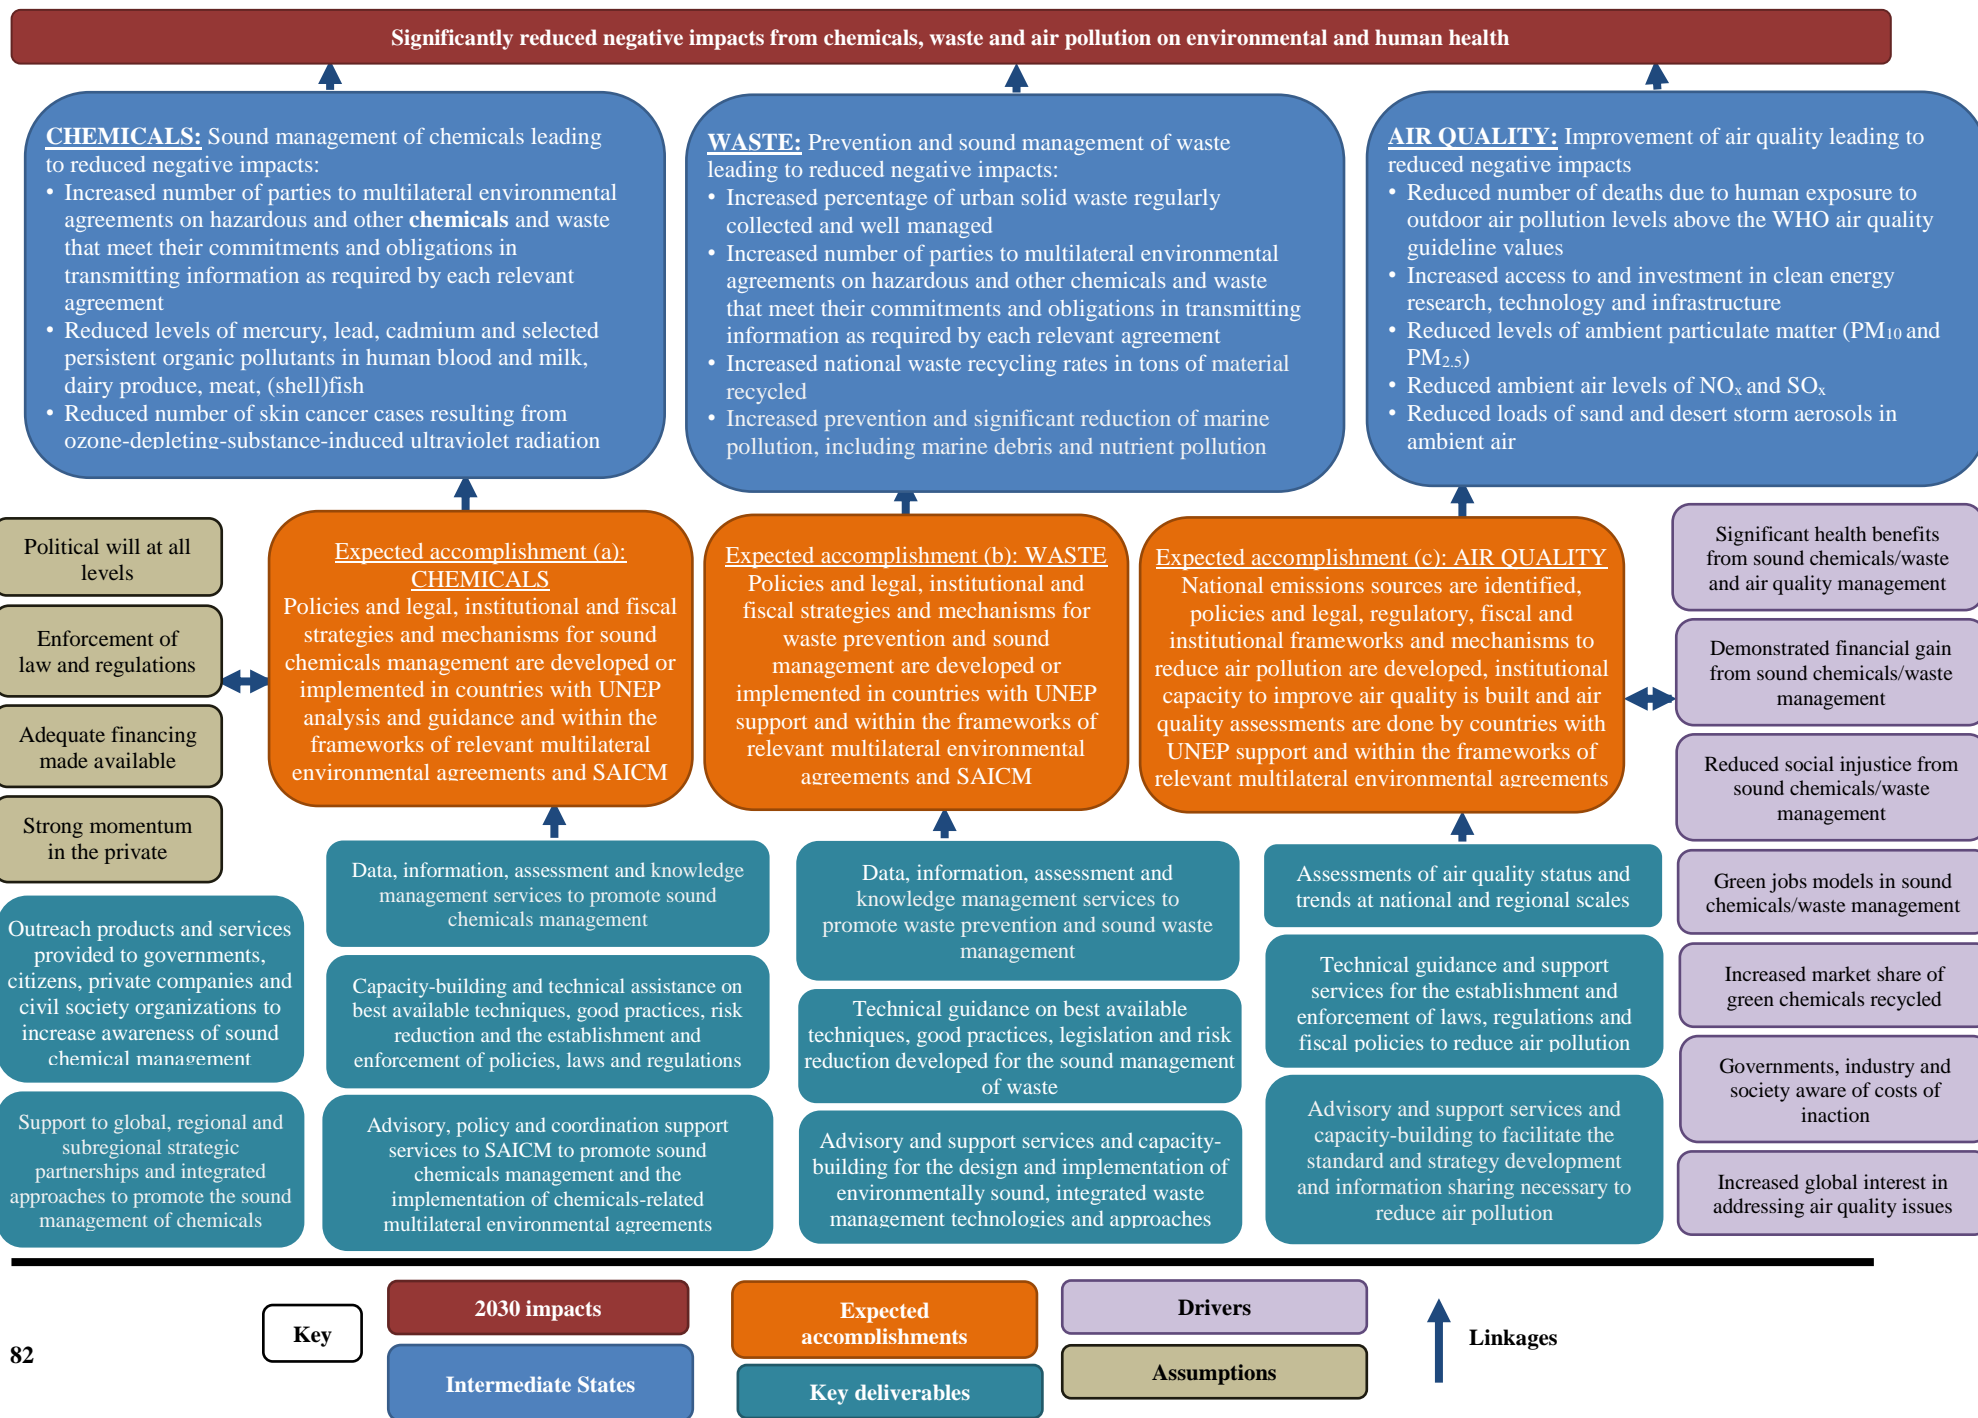 Significantly reduced negative impacts from chemicals, waste and air pollution on environmental and human health
CHEMICALS: Sound management of chemicals leading
to reduced negative impacts:
• Increased number of parties to multilateral environmental
agreements on hazardous and other chemicals and waste
that meet their commitments and obligations in
transmitting information as required by each relevant
agreement
• Reduced levels of mercury, lead, cadmium and selected
persistent organic pollutants in human blood and milk,
dairy produce, meat, (shell)fish
• Reduced number of skin cancer cases resulting from
ozone-depleting-substance-induced ultraviolet radiation
WASTE: Prevention and sound management of waste
leading to reduced negative impacts:
• Increased percentage of urban solid waste regularly
collected and well managed
• Increased number of parties to multilateral environmental
agreements on hazardous and other chemicals and waste
that meet their commitments and obligations in transmitting
information as required by each relevant agreement
• Increased national waste recycling rates in tons of material
recycled
• Increased prevention and significant reduction of marine
pollution, including marine debris and nutrient pollution
AIR QUALITY: Improvement of air quality leading to
reduced negative impacts
• Reduced number of deaths due to human exposure to
outdoor air pollution levels above the WHO air quality
guideline values
• Increased access to and investment in clean energy
research, technology and infrastructure
• Reduced levels of ambient particulate matter (PM10 and
PM2.5)
• Reduced ambient air levels of NOx and SOx
• Reduced loads of sand and desert storm aerosols in
ambient air
Political will at all
levels
Enforcement of
law and regulations
Adequate financing
made available
Strong momentum
in the private
Expected accomplishment (a):
CHEMICALS
Policies and legal, institutional and fiscal
strategies and mechanisms for sound
chemicals management are developed or
implemented in countries with UNEP
analysis and guidance and within the
frameworks of relevant multilateral
environmental agreements and SAICM
Expected accomplishment (b): WASTE
Policies and legal, institutional and
fiscal strategies and mechanisms for
waste prevention and sound
management are developed or
implemented in countries with UNEP
support and within the frameworks of
relevant multilateral environmental
agreements and SAICM
Expected accomplishment (c): AIR QUALITY
National emissions sources are identified,
policies and legal, regulatory, fiscal and
institutional frameworks and mechanisms to
reduce air pollution are developed, institutional
capacity to improve air quality is built and air
quality assessments are done by countries with
UNEP support and within the frameworks of
relevant multilateral environmental agreements
Significant health benefits
from sound chemicals/waste
and air quality management
Demonstrated financial gain
from sound chemicals/waste
management
Reduced social injustice from
sound chemicals/waste
management
Green jobs models in sound
chemicals/waste management
Increased market share of
green chemicals recycled
Governments, industry and
society aware of costs of
inaction
Increased global interest in
addressing air quality issues
Outreach products and services
provided to governments,
citizens, private companies and
civil society organizations to
increase awareness of sound
chemical management
Support to global, regional and
subregional strategic
partnerships and integrated
approaches to promote the sound
management of chemicals
Data, information, assessment and knowledge
management services to promote sound
chemicals management
Capacity-building and technical assistance on
best available techniques, good practices, risk
reduction and the establishment and
enforcement of policies, laws and regulations
Advisory, policy and coordination support
services to SAICM to promote sound
chemicals management and the
implementation of chemicals-related
multilateral environmental agreements
Data, information, assessment and
knowledge management services to
promote waste prevention and sound waste
management
Technical guidance on best available
techniques, good practices, legislation and risk
reduction developed for the sound management
of waste
Advisory and support services and capacity-
building for the design and implementation of
environmentally sound, integrated waste
management technologies and approaches
Assessments of air quality status and
trends at national and regional scales
Technical guidance and support
services for the establishment and
enforcement of laws, regulations and
fiscal policies to reduce air pollution
Advisory and support services and
capacity-building to facilitate the
standard and strategy development
and information sharing necessary to
reduce air pollution
Key
2030 impacts
Intermediate States
Expected
accomplishments
Key deliverables
Drivers
Assumptions
Linkages
82